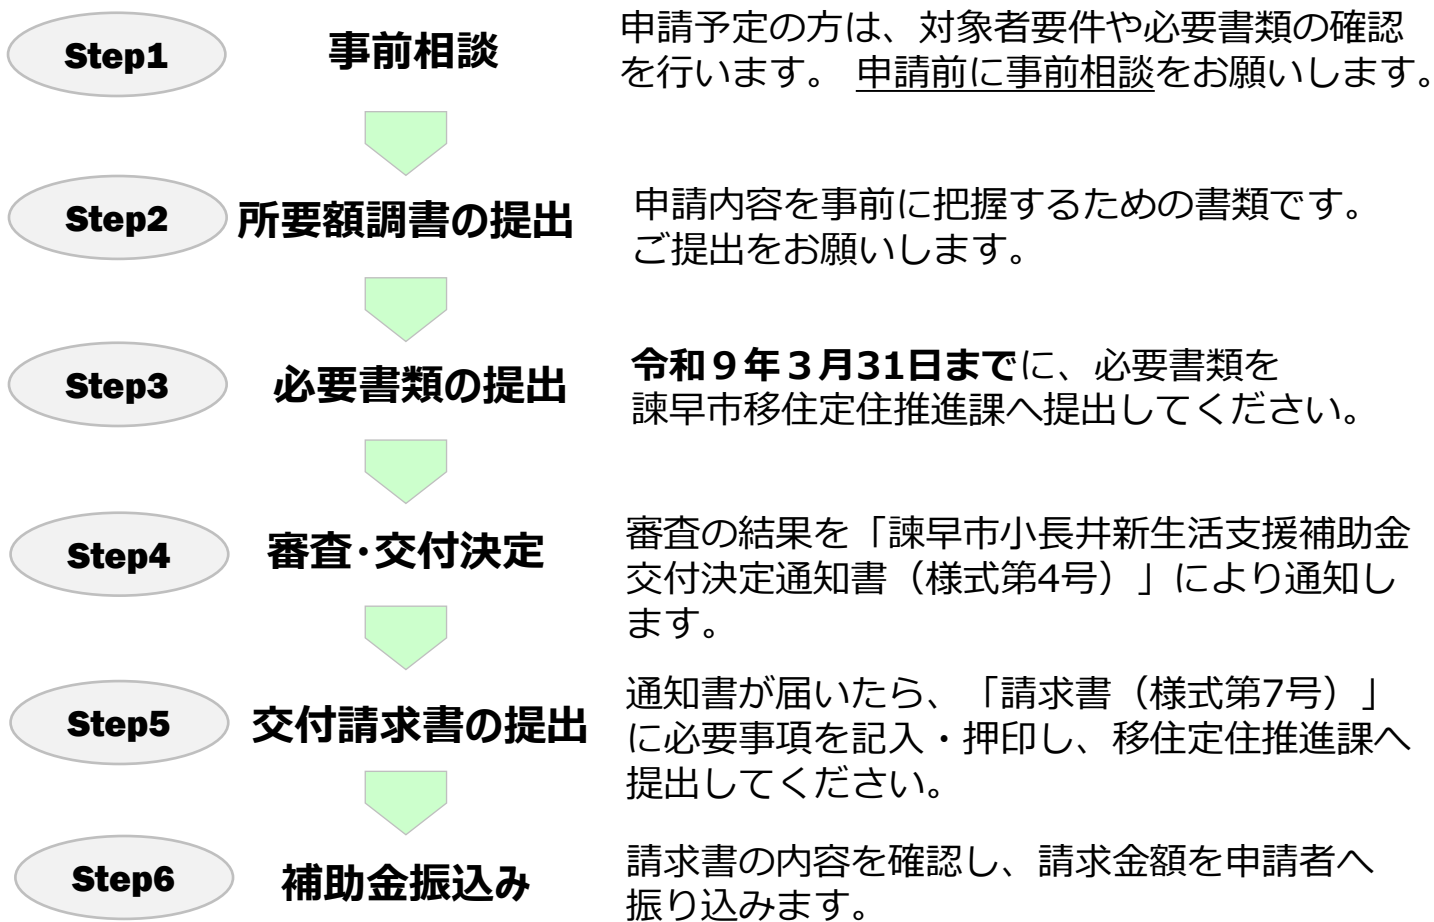 Step1
事前相談
申請予定の方は、対象者要件や必要書類の確認
を行います。 申請前に事前相談をお願いします。
Step2
所要額調書の提出
申請内容を事前に把握するための書類です。
ご提出をお願いします。
Step3
必要書類の提出
令和９年３月31日までに、必要書類を
諫早市移住定住推進課へ提出してください。
Step4
審査･交付決定
審査の結果を「諫早市小長井新生活支援補助金
交付決定通知書（様式第4号）」により通知し
ます。
Step5
交付請求書の提出
通知書が届いたら、「請求書（様式第7号）」
に必要事項を記入・押印し、移住定住推進課へ
提出してください。
Step6
補助金振込み
請求書の内容を確認し、請求金額を申請者へ
振り込みます。